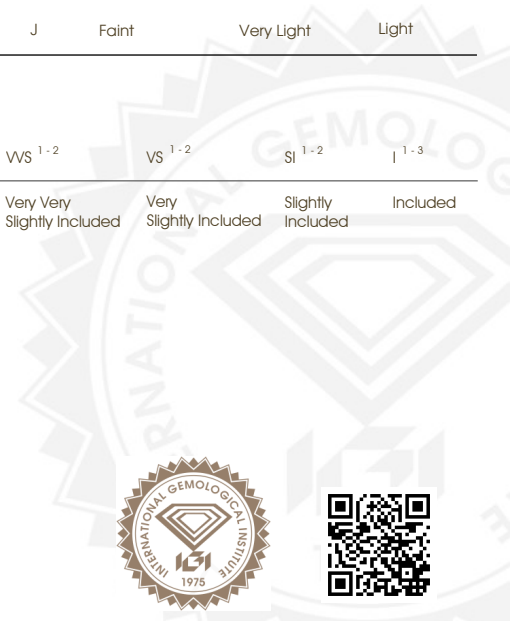 J Faint Very Light Light
VVS 1 - 2 VS 1 - 2 SI 1 - 2 I 1 - 3
Very Very Very Slightly Included
Slightly Included Slightly Included Included
INTERNATIONAL GEMOLOGICAL INSTITUTE
IGI
1975